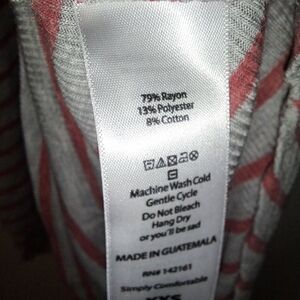 79% Rayon
13% Polyester
8% Cotton
Machine Wash Cold
Gentle Cycle
Do Not Bleach
Hang Dry
or you'll be sad
MADE IN GUATEMALA
RN# 142161
Simply Comfortable
XXS